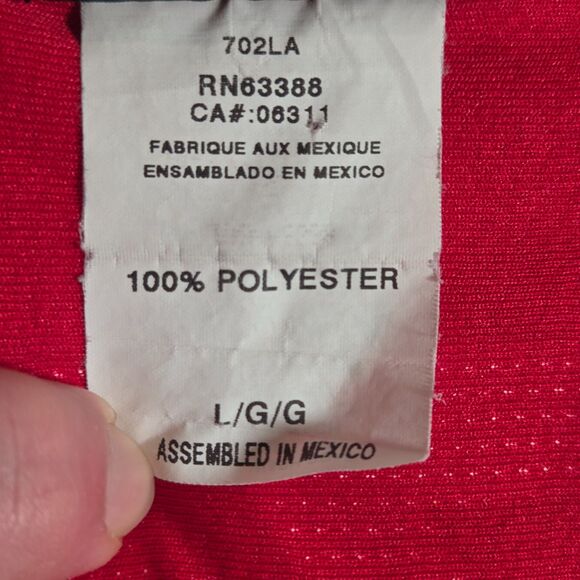 702LA
RN63388
CA#:06311
FABRIQUE AUX MEXIQUE
ENSAMBLADO EN MEXICO
100% POLYESTER
L/G/G
ASSEMBLED IN MEXICO